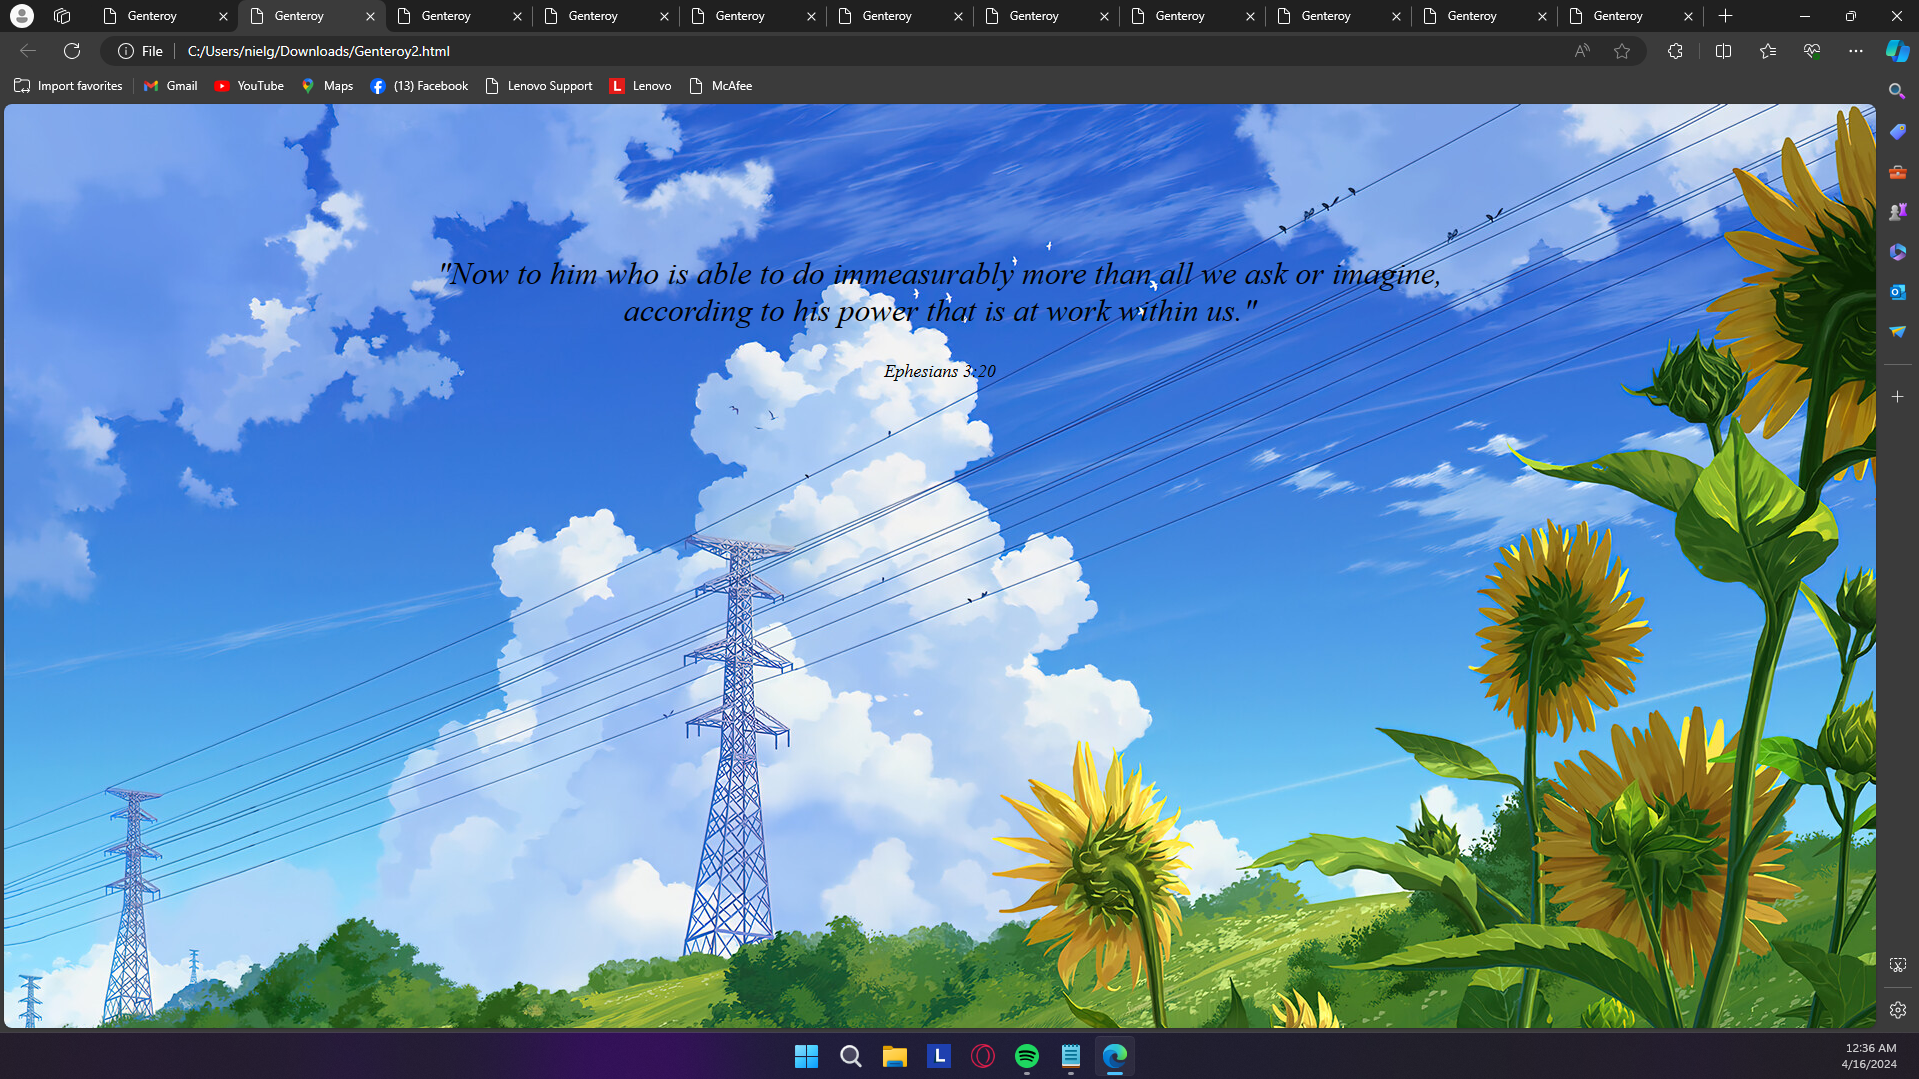 Genteroy
Genteroy
Genteroy
Genteroy
Genteroy
Genteroy
Genteroy
Genteroy
Genteroy
Genteroy
Genteroy
File
C:/Users/nielg/Downloads/Genteroy2.html
Import favorites
Gmail
YouTube
Maps
(13) Facebook
Lenovo Support
L
Lenovo
McAfee
"Now to him who is able to do immeasurably more than all we ask or imagine,
according to his power that is at work within us."
Ephesians 3:20
L
12:36 AM
4/16/2024